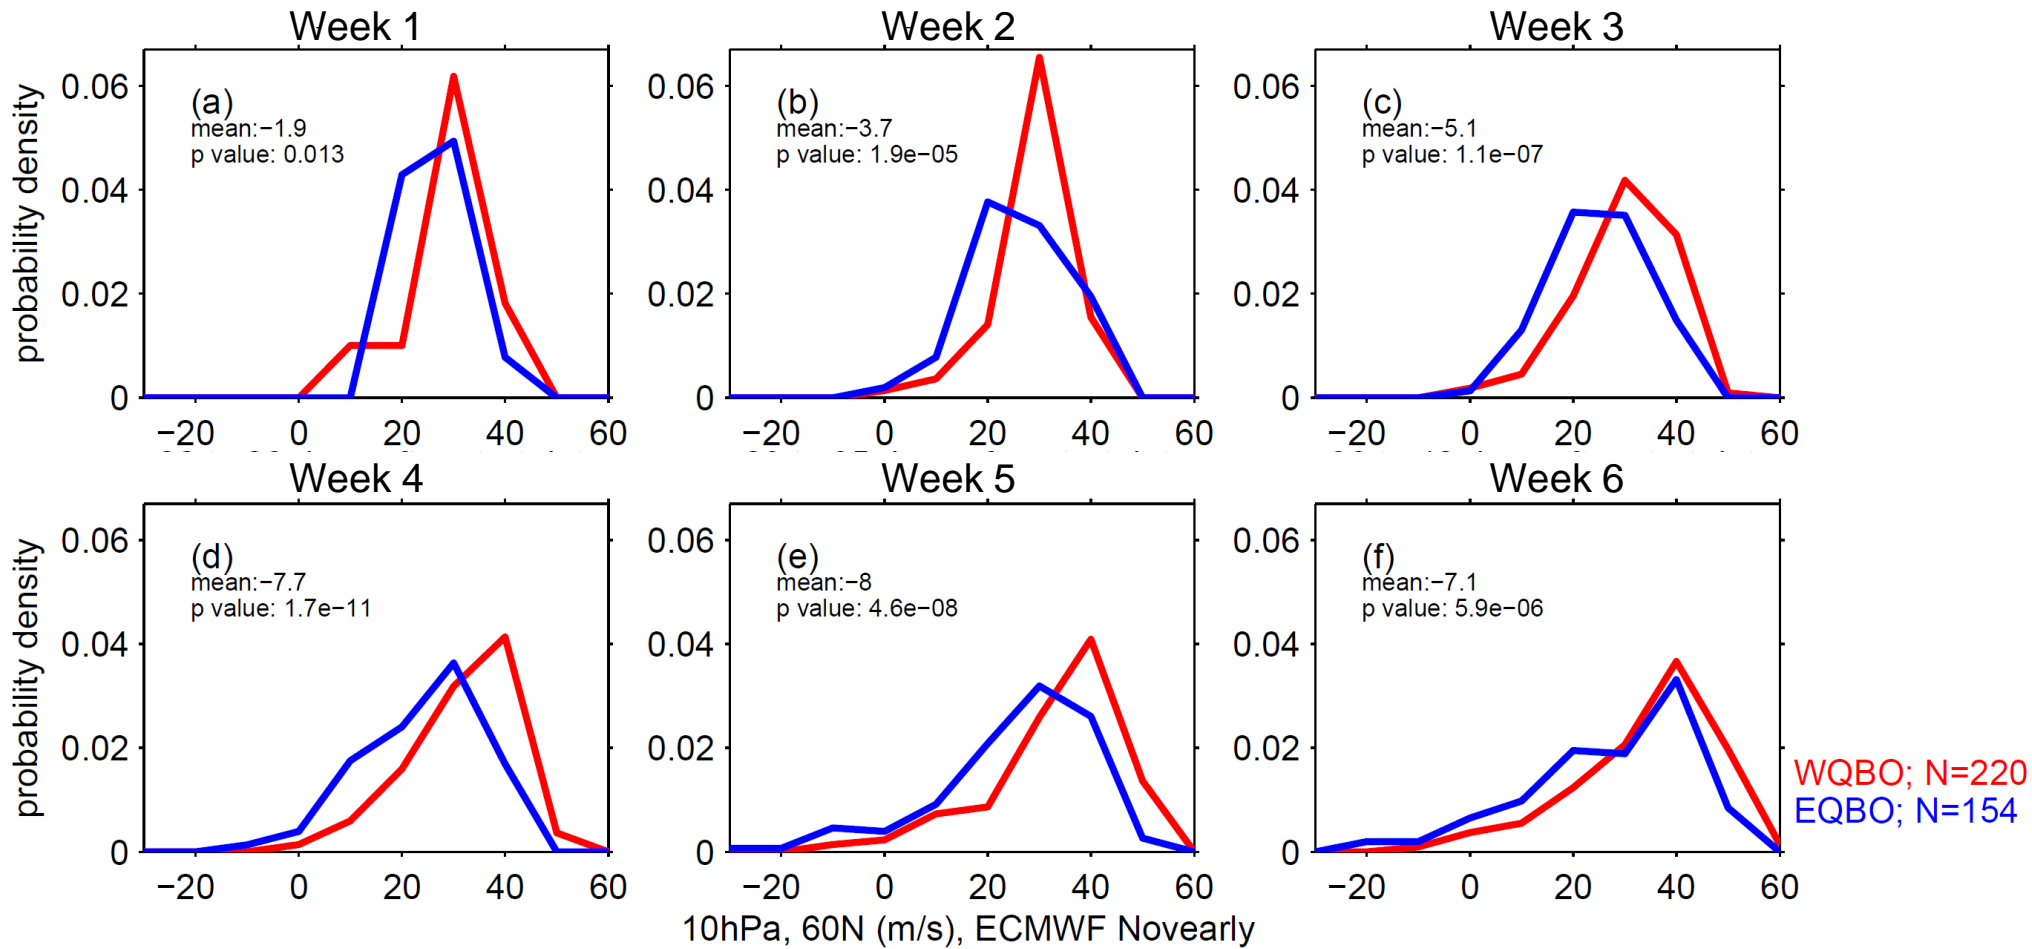 Week 1
Week 2
Week 3
probability density
0.06
0.04
0.02
0
(a)
mean:−1.9
p value: 0.013
−20 0 20 40 60
0.06
0.04
0.02
0
(b)
mean:−3.7
p value: 1.9e−05
−20 0 20 40 60
0.06
0.04
0.02
0
(c)
mean:−5.1
p value: 1.1e−07
−20 0 20 40 60
Week 4
Week 5
Week 6
probability density
0.06
0.04
0.02
0
(d)
mean:−7.7
p value: 1.7e−11
−20 0 20 40 60
0.06
0.04
0.02
0
(e)
mean:−8
p value: 4.6e−08
−20 0 20 40 60
0.06
0.04
0.02
0
(f)
mean:−7.1
p value: 5.9e−06
−20 0 20 40 60
WQBO; N=220
EQBO; N=154
10hPa, 60N (m/s), ECMWF Novearly